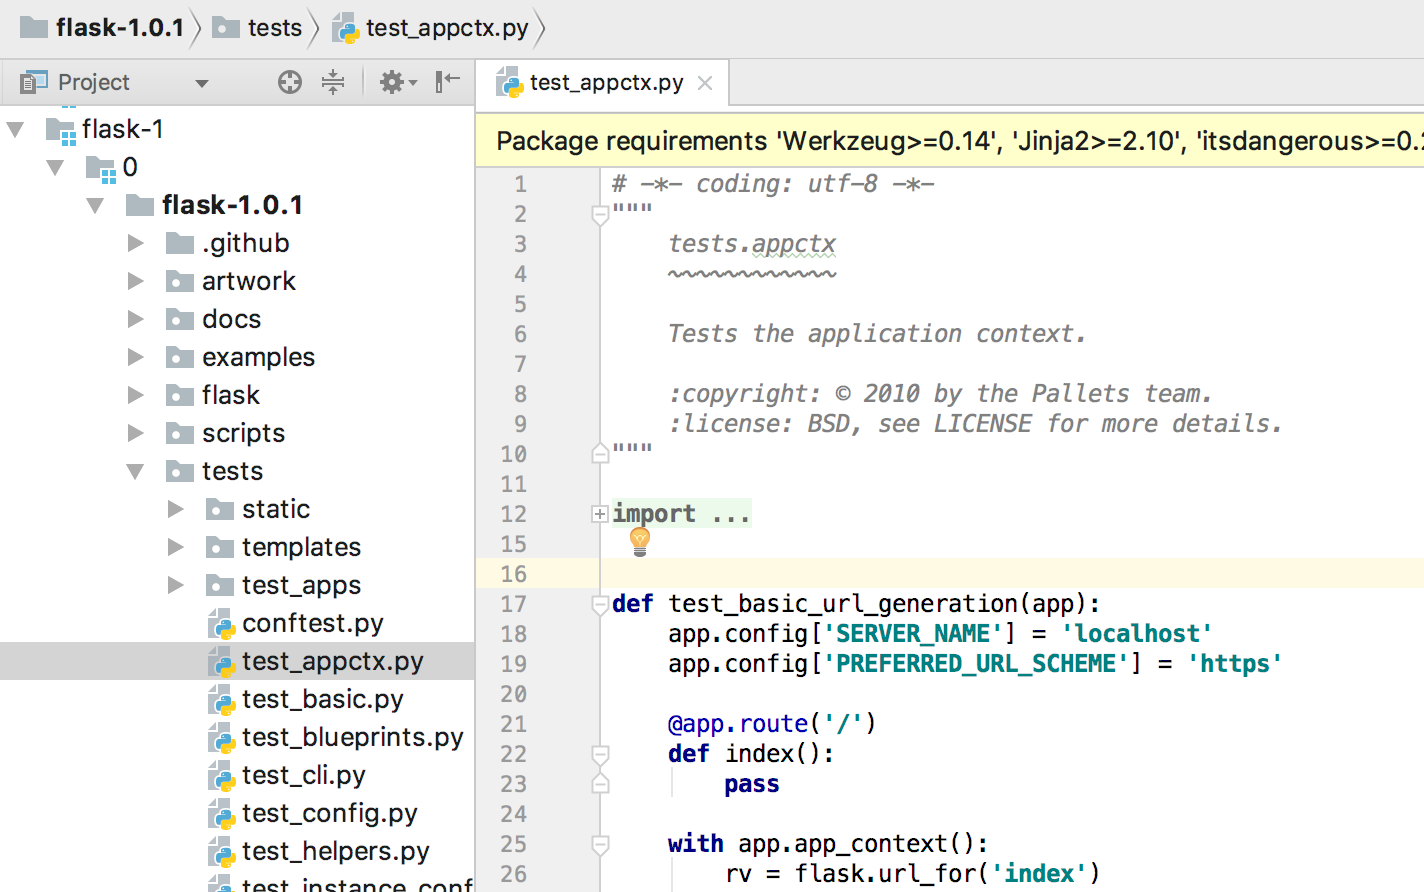 flask-1.0.1 tests test_appctx.py
Project
test_appctx.py
flask-1
0
flask-1.0.1
.github
artwork
docs
examples
flask
scripts
tests
static
templates
test_apps
conftest.py
test_appctx.py
test_basic.py
test_blueprints.py
test_cli.py
test_config.py
test_helpers.py
test_instance_conf
Package requirements 'Werkzeug>=0.14', 'Jinja2>=2.10', 'itsdangerous>=0.2
1 # -*- coding: utf-8 -*-
2 """
3 tests.appctx
4 ~~~~~~~~~~~~
5
6 Tests the application context.
7
8 :copyright: © 2010 by the Pallets team.
9 :license: BSD, see LICENSE for more details.
10 """
11
12 import ...
15
16
17 def test_basic_url_generation(app):
18 app.config['SERVER_NAME'] = 'localhost'
19 app.config['PREFERRED_URL_SCHEME'] = 'https'
20
21 @app.route('/')
22 def index():
23 pass
24
25 with app.app_context():
26 rv = flask.url_for('index')